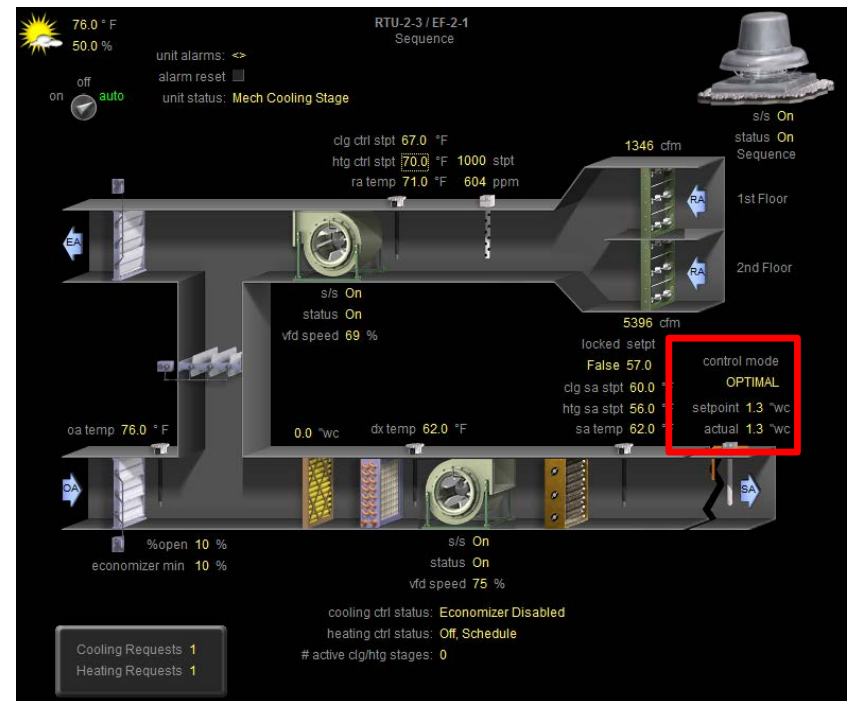 RTU-2-3 / EF-2-1
Sequence
76.0 ° F
50.0 %
unit alarms: <>
alarm reset
unit status: Mech Cooling Stage
off
on auto
s/s On
status On
Sequence
clg ctrl stpt 67.0 °F
htg ctrl stpt 70.0 °F 1000 stpt
ra temp 71.0 °F 604 ppm
1346 cfm
RA
1st Floor
RA
2nd Floor
EA
s/s On
status On
vfd speed 69 %
5396 cfm
locked setpt
False 57.0
clg sa stpt 60.0 °F
htg sa stpt 56.0 °F
sa temp 62.0 °
control mode
OPTIMAL
setpoint 1.3 "wc
actual 1.3 "wc
oa temp 76.0 ° F
0.0 "wc
dx temp 62.0 °F
OA
SA
%open 10 %
economizer min 10 %
s/s On
status On
vfd speed 75 %
cooling ctrl status: Economizer Disabled
heating ctrl status: Off, Schedule
# active clg/htg stages: 0
Cooling Requests 1
Heating Requests 1